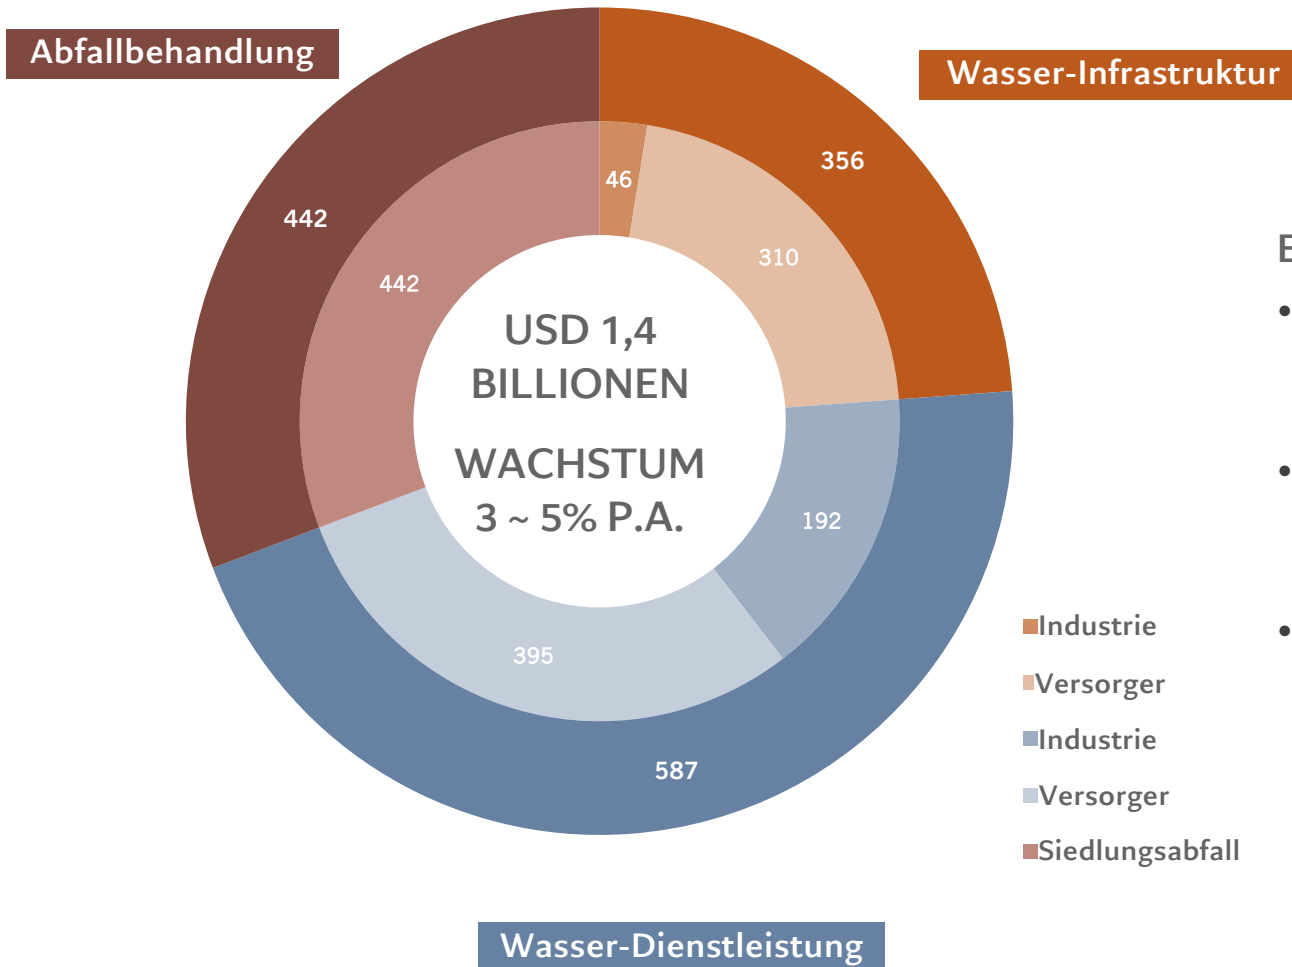 Abfallbehandlung
Wasser-Infrastruktur
356
46
442
310
442
USD 1,4
BILLIONEN
WACHSTUM
3 ~ 5% P.A.
192
395
587
Industrie
Versorger
Industrie
Versorger
Siedlungsabfall
Wasser-Dienstleistung